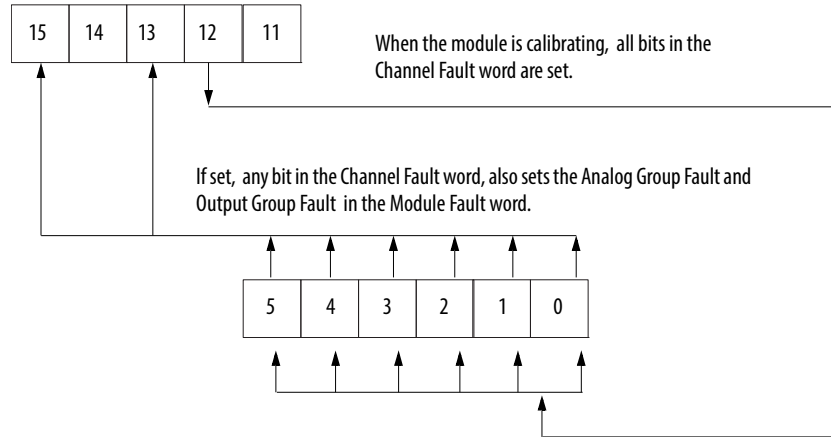 15 14 13 12 11
When the module is calibrating, all bits in the
Channel Fault word are set.
If set, any bit in the Channel Fault word, also sets the Analog Group Fault and
Output Group Fault in the Module Fault word.
5 4 3 2 1 0